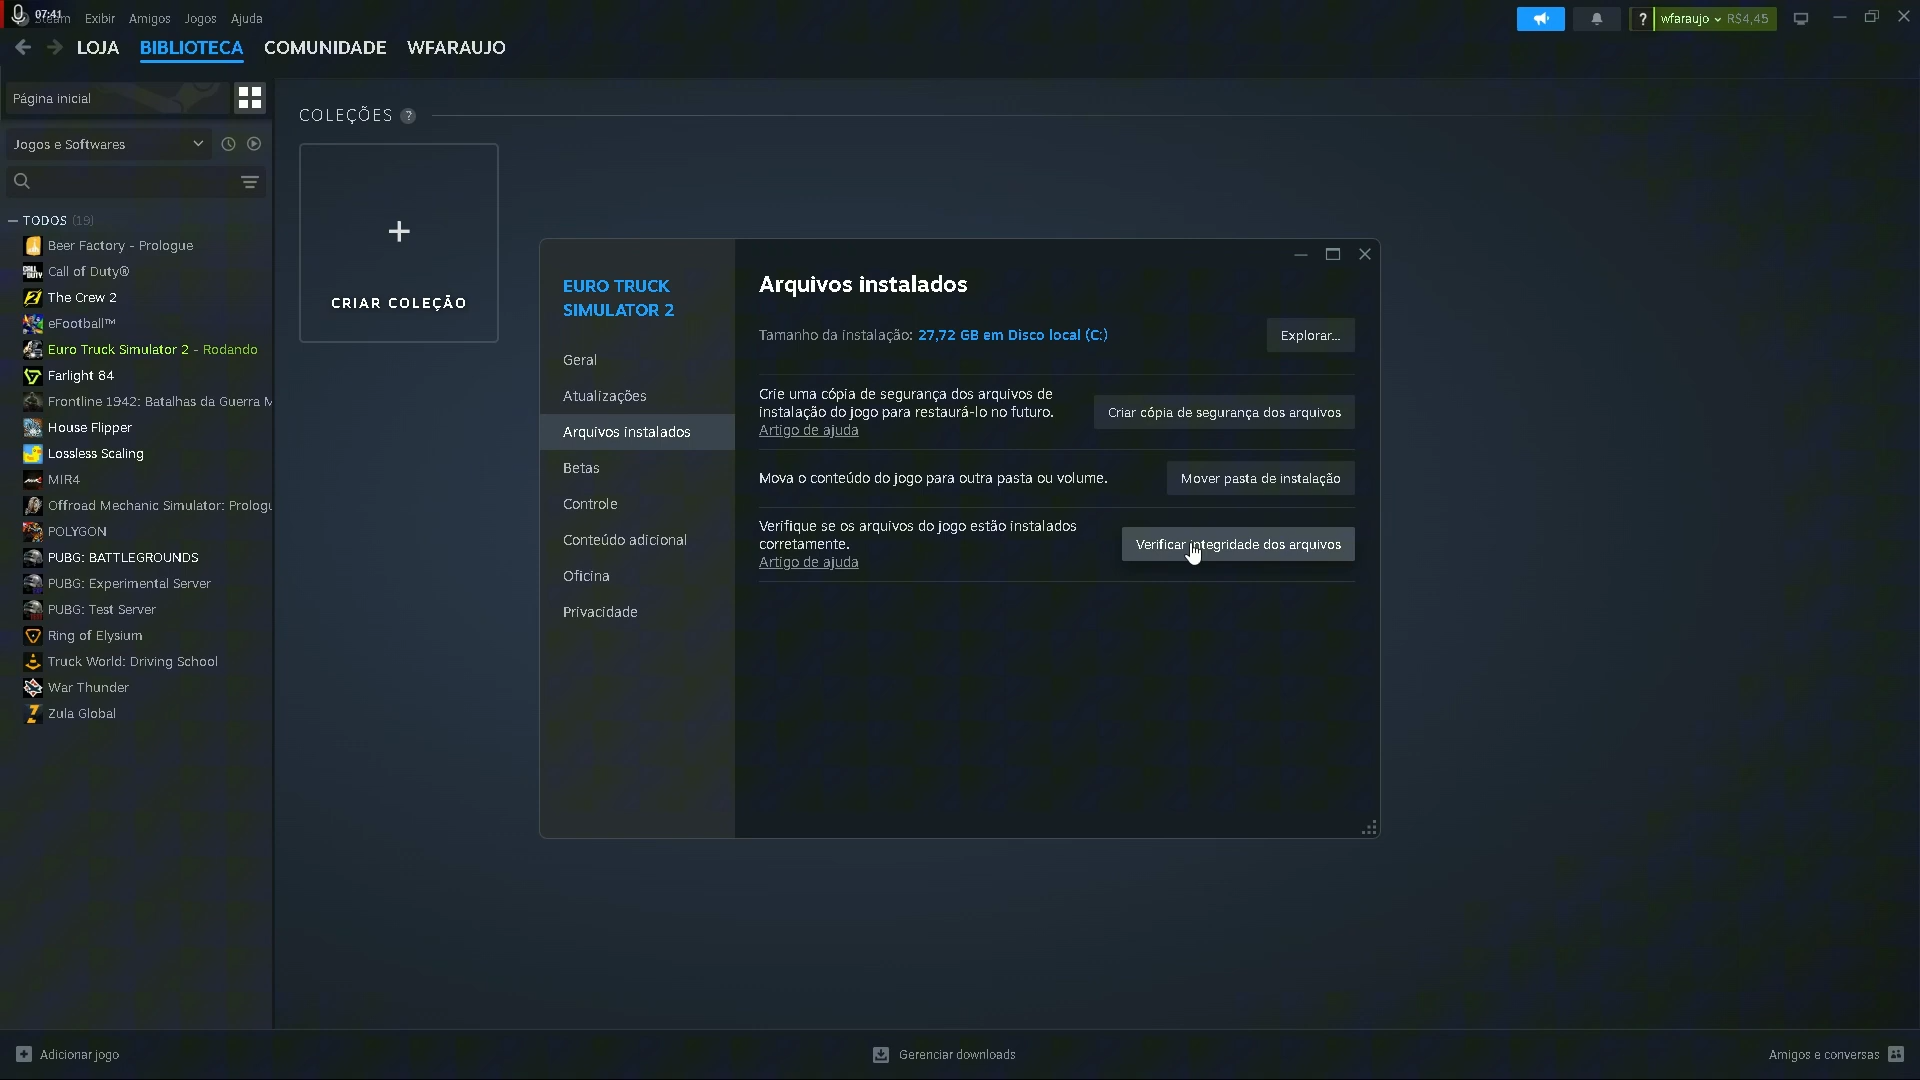 07:41
Exibir
Amigos
Jogos
Ajuda
? wfaraujo R$4,45
LOJA
BIBLIOTECA
COMUNIDADE
WFARAUJO
Página inicial
Jogos e Softwares
TODOS (19)
Beer Factory - Prologue
Call of Duty®
The Crew 2
eFootball™
Euro Truck Simulator 2 - Rodando
Farlight 84
Frontline 1942: Batalhas da Guerra M
House Flipper
Lossless Scaling
MIR4
Offroad Mechanic Simulator: Prologu
POLYGON
PUBG: BATTLEGROUNDS
PUBG: Experimental Server
PUBG: Test Server
Ring of Elysium
Truck World: Driving School
War Thunder
Zula Global
COLEÇÕES ?
+
CRIAR COLEÇÃO
EURO TRUCK
SIMULATOR 2
Geral
Atualizações
Arquivos instalados
Betas
Controle
Conteúdo adicional
Oficina
Privacidade
Arquivos instalados
Tamanho da instalação: 27,72 GB em Disco local (C:)
Explorar...
Crie uma cópia de segurança dos arquivos de
instalação do jogo para restaurá-lo no futuro.
Artigo de ajuda
Criar cópia de segurança dos arquivos
Mova o conteúdo do jogo para outra pasta ou volume.
Mover pasta de instalação
Verifique se os arquivos do jogo estão instalados
corretamente.
Artigo de ajuda
Verificar integridade dos arquivos
Adicionar jogo
Gerenciar downloads
Amigos e conversas